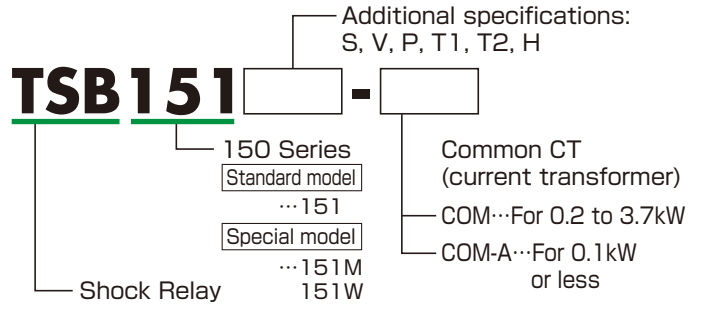 Additional specifications:
S, V, P, T1, T2, H
TSB151 -
150 Series
Standard model
…151
Special model
…151M
151W
Shock Relay
Common CT
(current transformer)
COM…For 0.2 to 3.7kW
COM-A…For 0.1kW
or less